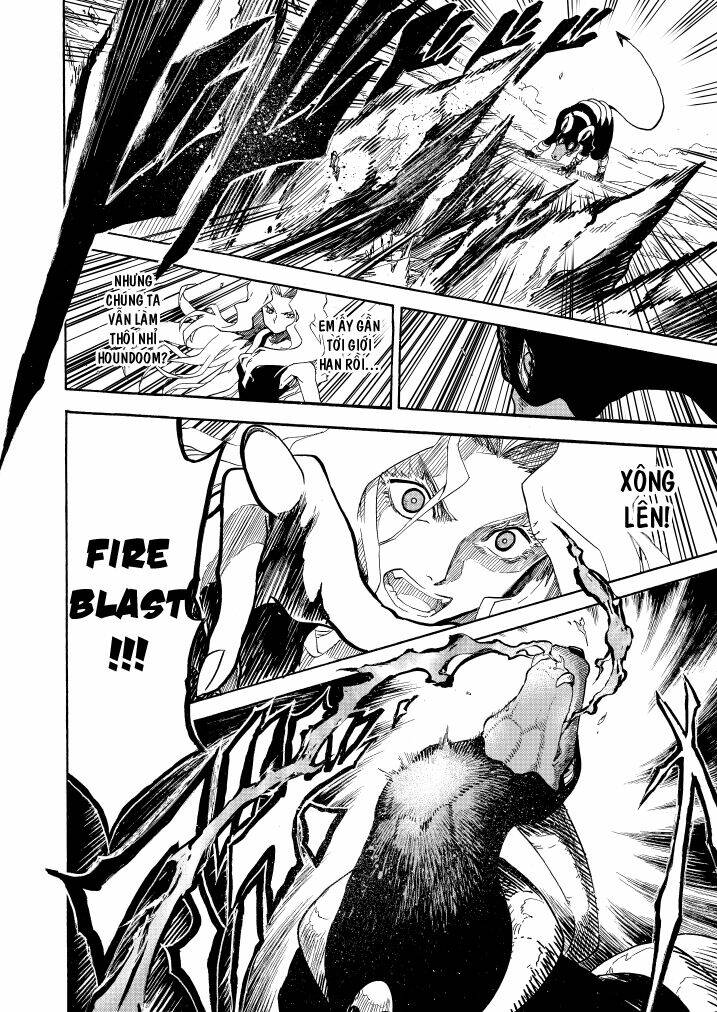 EM ẤY GẦN
TỚI GIỚI
HẠN RỒI...
NHƯNG
CHÚNG TA
VẪN LÀM
THÔI NHỈ
HOUNDOOM?
XÔNG
LÊN!
FIRE
BLAST
!!!